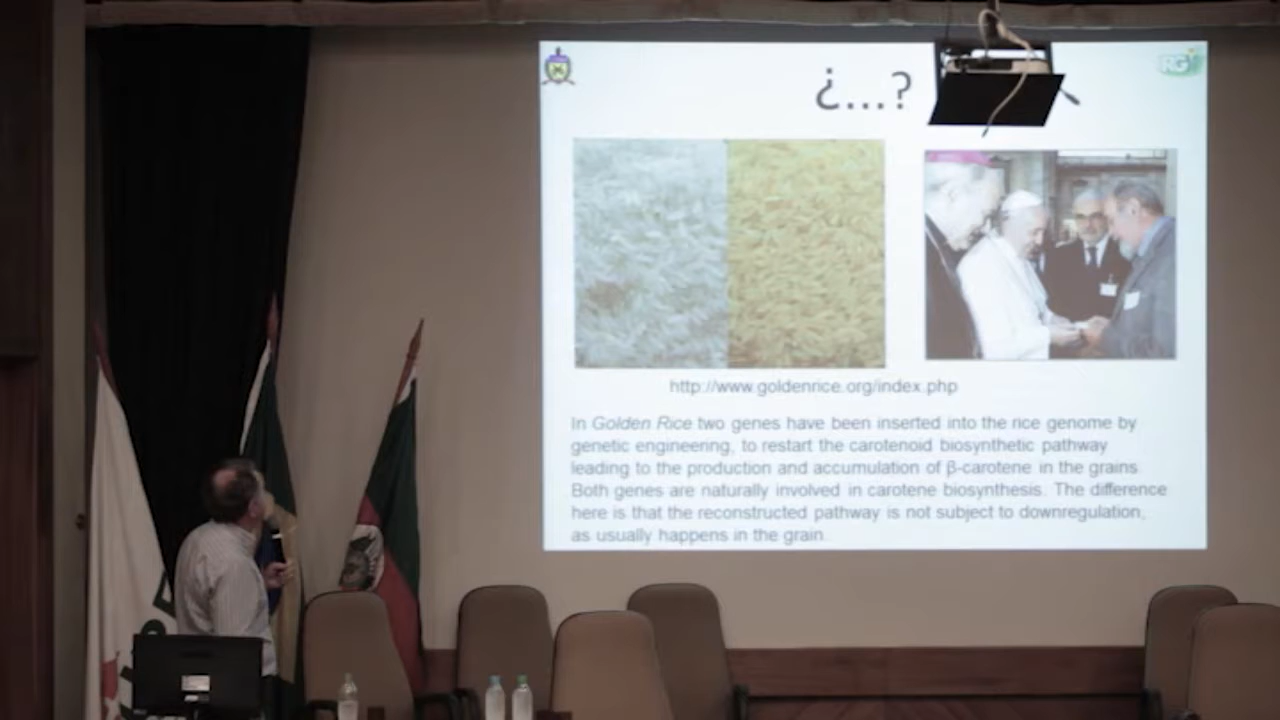 ¿...?
RG
http://www.goldenrice.org/index.php
In Golden Rice two genes have been inserted into the rice genome by
genetic engineering, to restart the carotenoid biosynthetic pathway
leading to the production and accumulation of β-carotene in the grains
Both genes are naturally involved in carotene biosynthesis. The difference
here is that the reconstructed pathway is not subject to downregulation,
as usually happens in the grain.